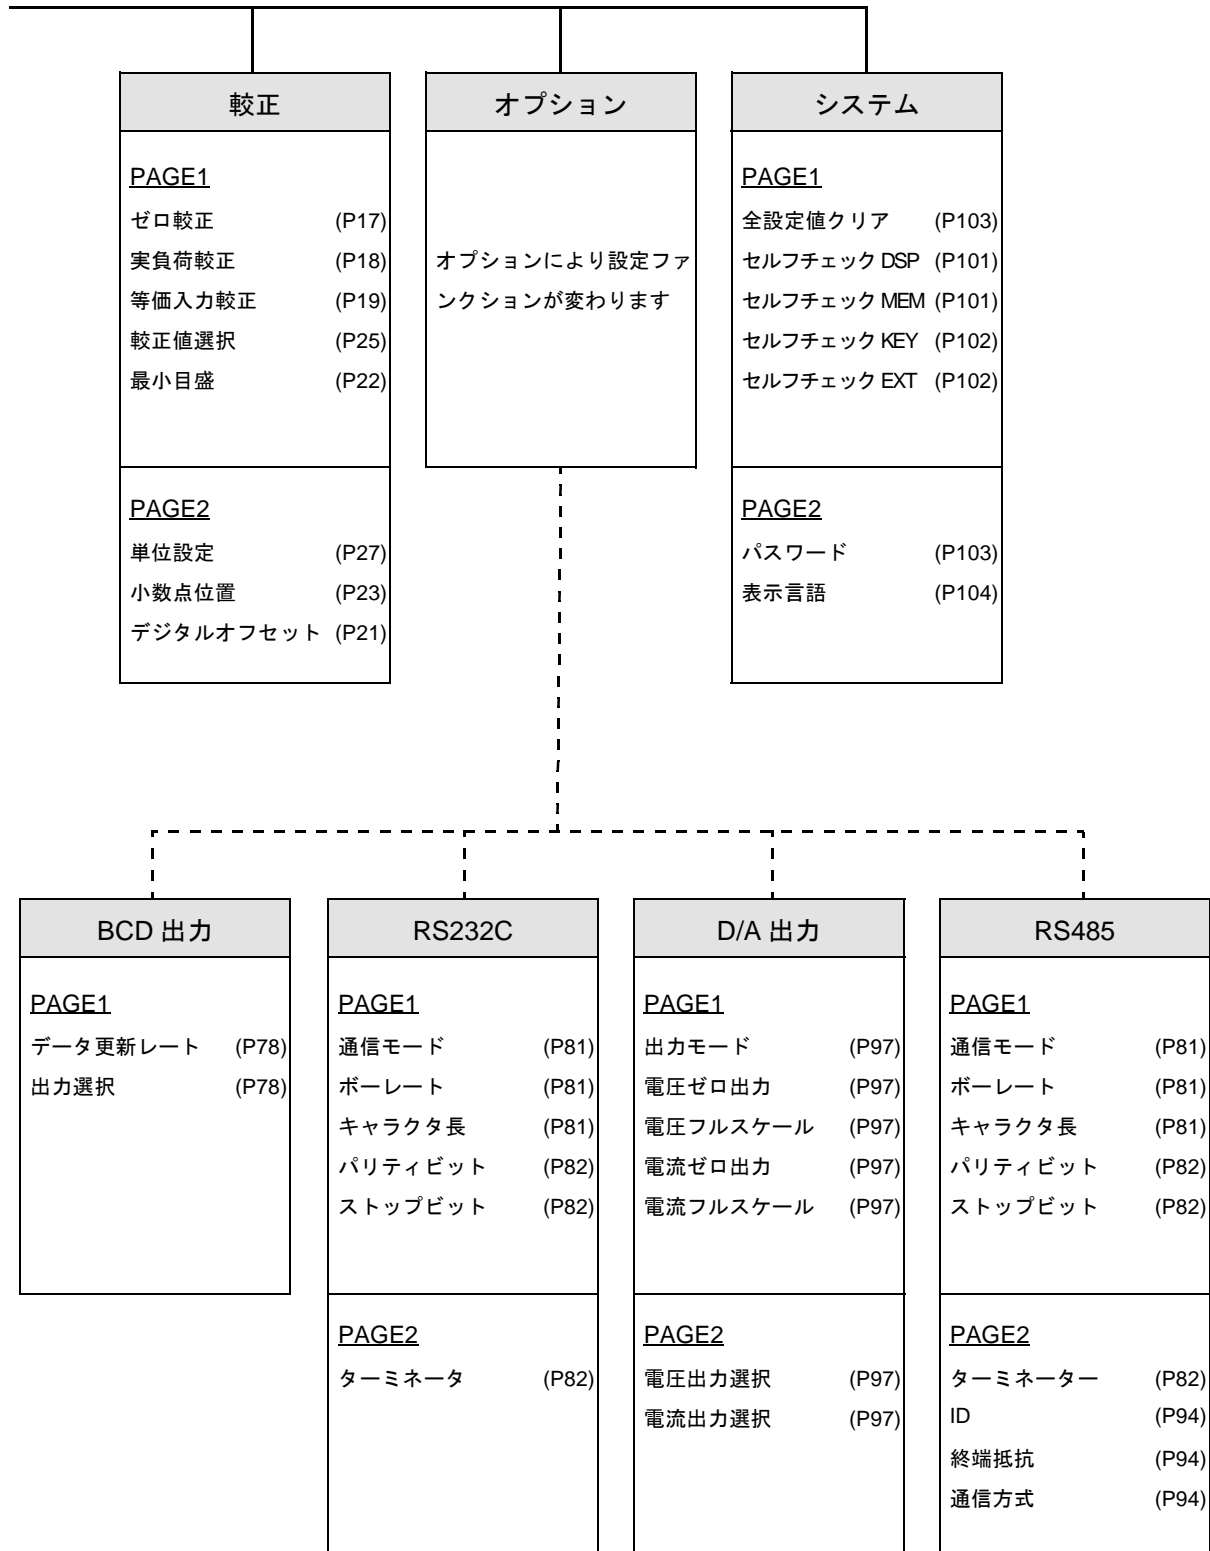 較正
PAGE1
ゼロ較正 (P17)
実負荷較正 (P18)
等価入力較正 (P19)
較正値選択 (P25)
最小目盛 (P22)
PAGE2
単位設定 (P27)
小数点位置 (P23)
デジタルオフセット (P21)
オプション
オプションにより設定ファ
ンクションが変わります
システム
PAGE1
全設定値クリア (P103)
セルフチェック DSP (P101)
セルフチェック MEM (P101)
セルフチェック KEY (P102)
セルフチェック EXT (P102)
PAGE2
パスワード (P103)
表示言語 (P104)
BCD 出力
PAGE1
データ更新レート (P78)
出力選択 (P78)
RS232C
PAGE1
通信モード (P81)
ボーレート (P81)
キャラクタ長 (P81)
パリティビット (P82)
ストップビット (P82)
PAGE2
ターミネータ (P82)
D/A 出力
PAGE1
出力モード (P97)
電圧ゼロ出力 (P97)
電圧フルスケール (P97)
電流ゼロ出力 (P97)
電流フルスケール (P97)
PAGE2
電圧出力選択 (P97)
電流出力選択 (P97)
RS485
PAGE1
通信モード (P81)
ボーレート (P81)
キャラクタ長 (P81)
パリティビット (P82)
ストップビット (P82)
PAGE2
ターミネーター (P82)
ID (P94)
終端抵抗 (P94)
通信方式 (P94)